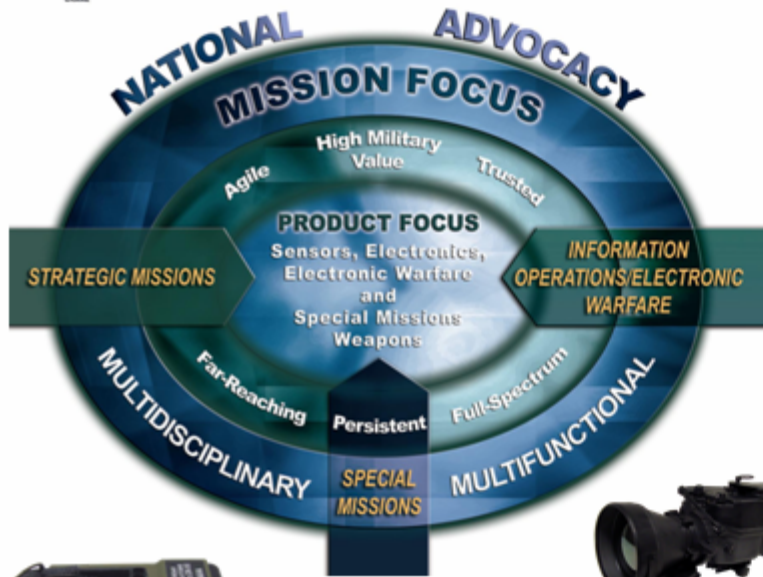 NATIONAL ADVOCACY
MISSION FOCUS
High Military
Value
Agile
Trusted
PRODUCT FOCUS
Sensors, Electronics,
Electronic Warfare
and
Special Missions
Weapons
STRATEGIC MISSIONS
INFORMATION
OPERATIONS/ELECTRONIC
WARFARE
Far-Reaching
Persistent
Full-Spectrum
MULTIDISCIPLINARY
SPECIAL
MISSIONS
MULTIFUNCTIONAL